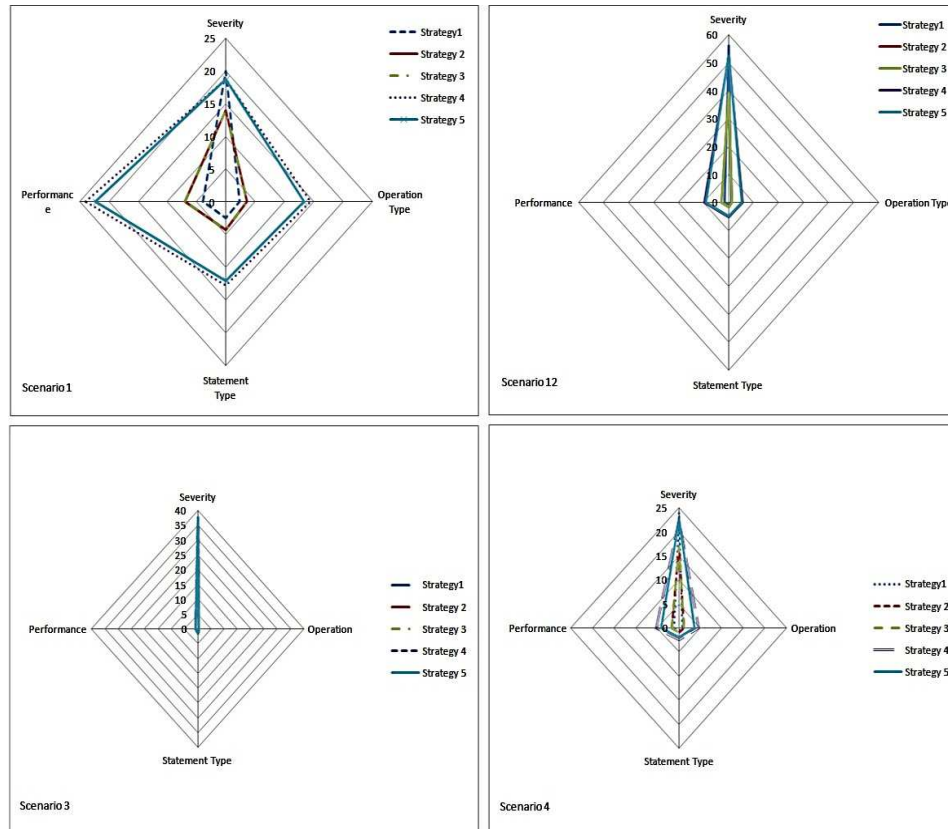 Severity
25
20
15
10
5
0
Performanc
e
Operation
Type
Statement
Type
Strategy1
Strategy 2
Strategy 3
Strategy 4
Strategy 5
Scenario 1
Severity
60
50
40
30
20
10
0
Performance
Operation Type
Statement Type
Strategy1
Strategy 2
Strategy 3
Strategy 4
Strategy 5
Scenario 12
Severity
40
35
30
25
20
15
10
5
0
Performance
Operation
Statement Type
Strategy1
Strategy 2
Strategy 3
Strategy 4
Strategy 5
Scenario 3
Severity
25
20
15
10
5
0
Performance
Operation
Statement Type
Strategy1
Strategy 2
Strategy 3
Strategy 4
Strategy 5
Scenario 4